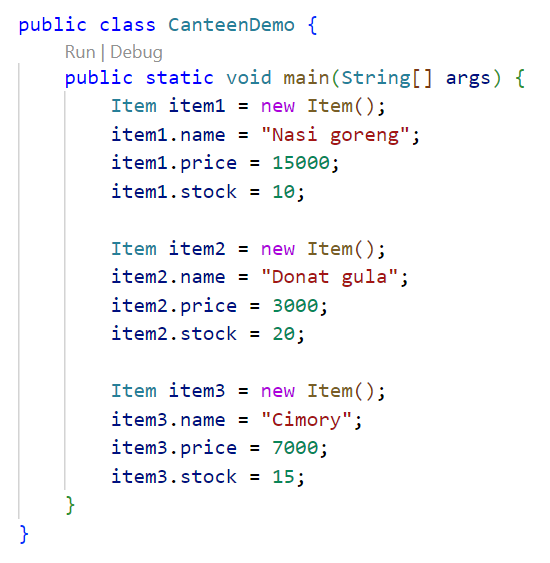 public class CanteenDemo {
Run | Debug
public static void main(String[] args) {
Item item1 = new Item();
item1.name = "Nasi goreng";
item1.price = 15000;
item1.stock = 10;
Item item2 = new Item();
item2.name = "Donat gula";
item2.price = 3000;
item2.stock = 20;
Item item3 = new Item();
item3.name = "Cimory";
item3.price = 7000;
item3.stock = 15;
}
}